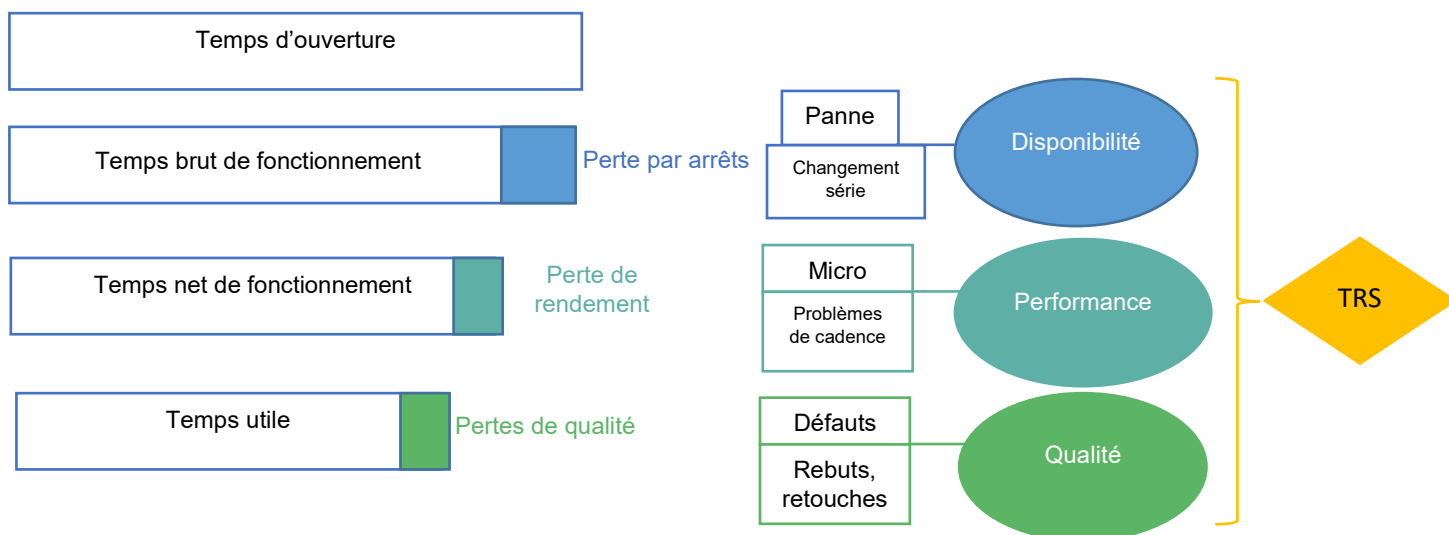 Temps d’ouverture
Temps brut de fonctionnement
Perte par arrêts
Panne
Changement
série
Disponibilité
Temps net de fonctionnement
Perte de
rendement
Micro
Problèmes
de cadence
Performance
TRS
Temps utile
Pertes de qualité
Défauts
Rebuts,
retouches
Qualité